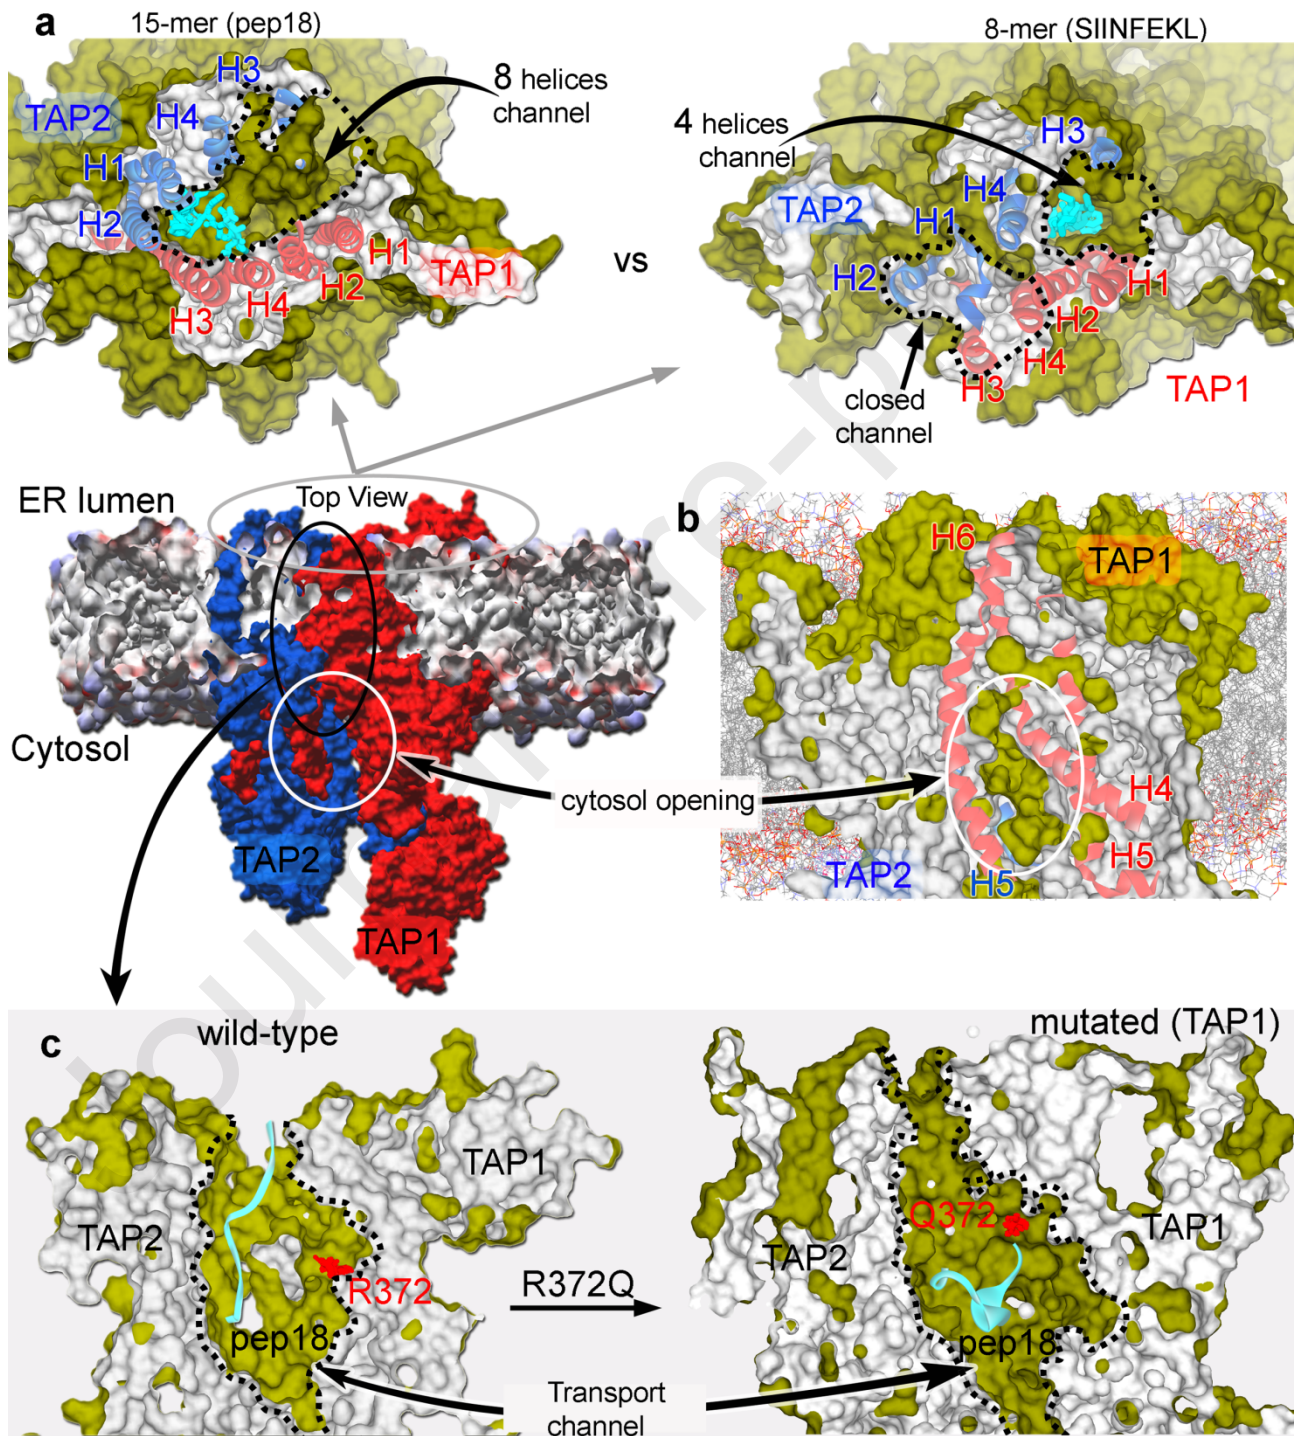 a
15-mer (pep18)
8-mer (SIINFEKL)
H3
8 helices
channel
TAP2
H4
H1
H2
H1
H2
H4
H3
TAP1
vs
4 helices
channel
H3
TAP2
H4
H1
H2
H1
H2
H4
H3
closed
channel
TAP1
ER lumen
Top View
Cytosol
TAP2
TAP1
cytosol opening
b
H6
TAP1
H4
H5
H5
TAP2
c
wild-type
mutated (TAP1)
TAP2
TAP1
R372
pep18
R372Q
Q372
TAP2
TAP1
pep18
Transport
channel